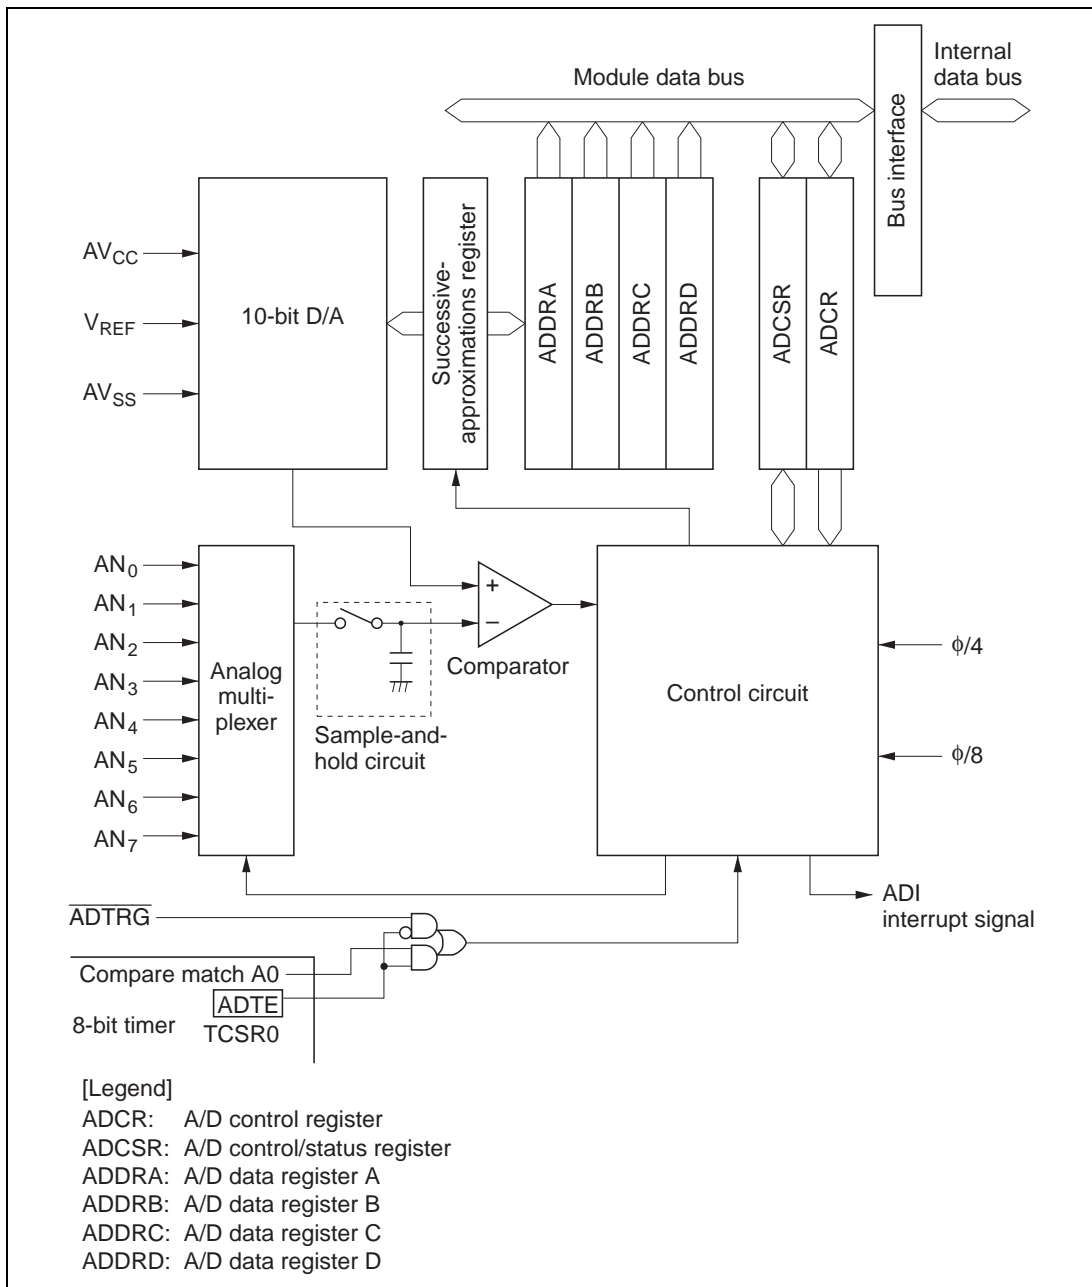 Module data bus
Internal
data bus
Bus interface
AVCC
VREF
AVSS
10-bit D/A
Successive-
approximations register
ADDRA
ADDRB
ADDRC
ADDRD
ADCSR
ADCR
AN0
AN1
AN2
AN3
AN4
AN5
AN6
AN7
Analog
multi-
plexer
Sample-and-
hold circuit
+
−
Comparator
Control circuit
ϕ/4
ϕ/8
ADI
interrupt signal
ADTRG
Compare match A0
ADTE
8-bit timer
TCSR0
[Legend]
ADCR: A/D control register
ADCSR: A/D control/status register
ADDRA: A/D data register A
ADDRB: A/D data register B
ADDRC: A/D data register C
ADDRD: A/D data register D